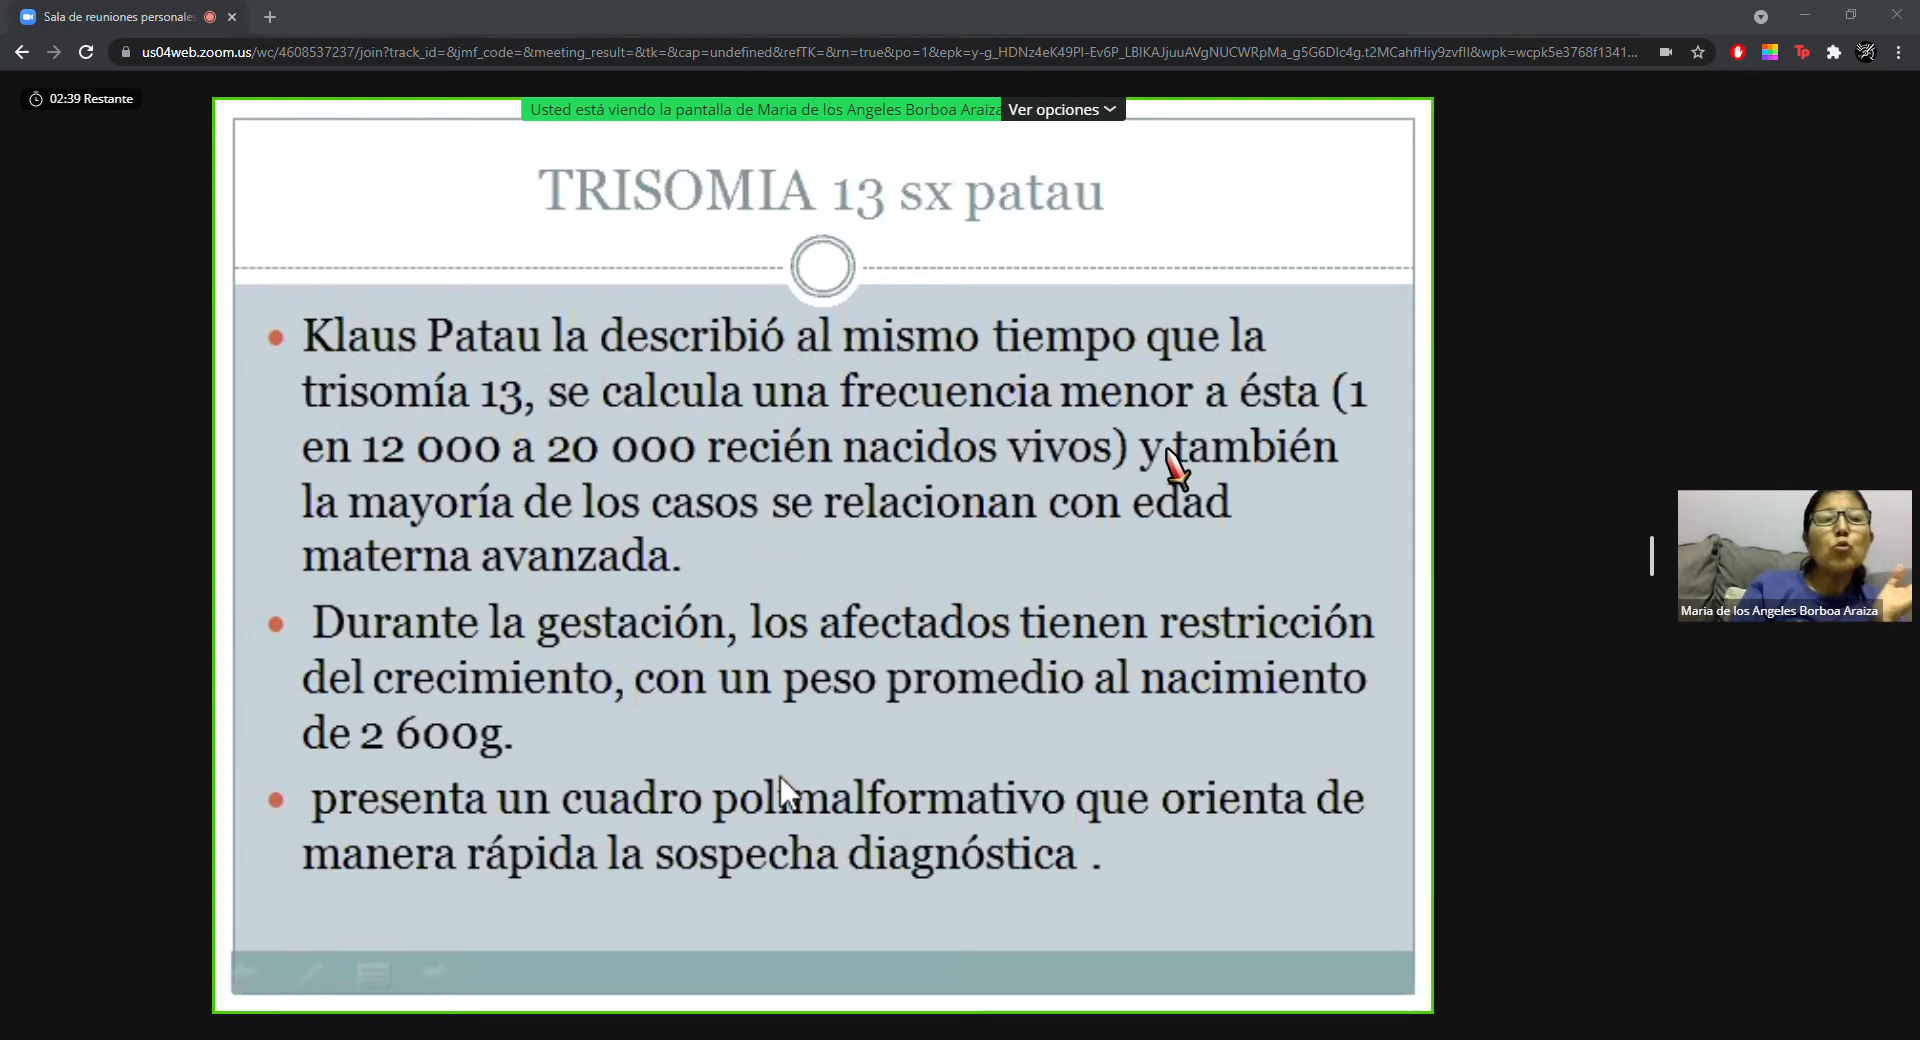 Sala de reuniones personales
us04web.zoom.us/wc/4608537237/join?track_id=&jmf_code=&meeting_result=&tk=&cap=undefined&refTK=&rn=true&po=1&epk=y-g_HDNz4eK49PI-Ev6P_LBIKAJjuuAVgNUCWRpMa_g5G6DIc4g.t2MCahfHiy9zvflI&wpk=wcpk5e3768f1341...
02:39 Restante
Usted está viendo la pantalla de Maria de los Angeles Borboa Araiza
Ver opciones
TRISOMIA 13 sx patau
• Klaus Patau la describió al mismo tiempo que la
trisomía 13, se calcula una frecuencia menor a ésta (1
en 12 000 a 20 000 recién nacidos vivos) y también
la mayoría de los casos se relacionan con edad
materna avanzada.
• Durante la gestación, los afectados tienen restricción
del crecimiento, con un peso promedio al nacimiento
de 2 600g.
• presenta un cuadro polimalformativo que orienta de
manera rápida la sospecha diagnóstica .
Maria de los Angeles Borboa Araiza
Tp